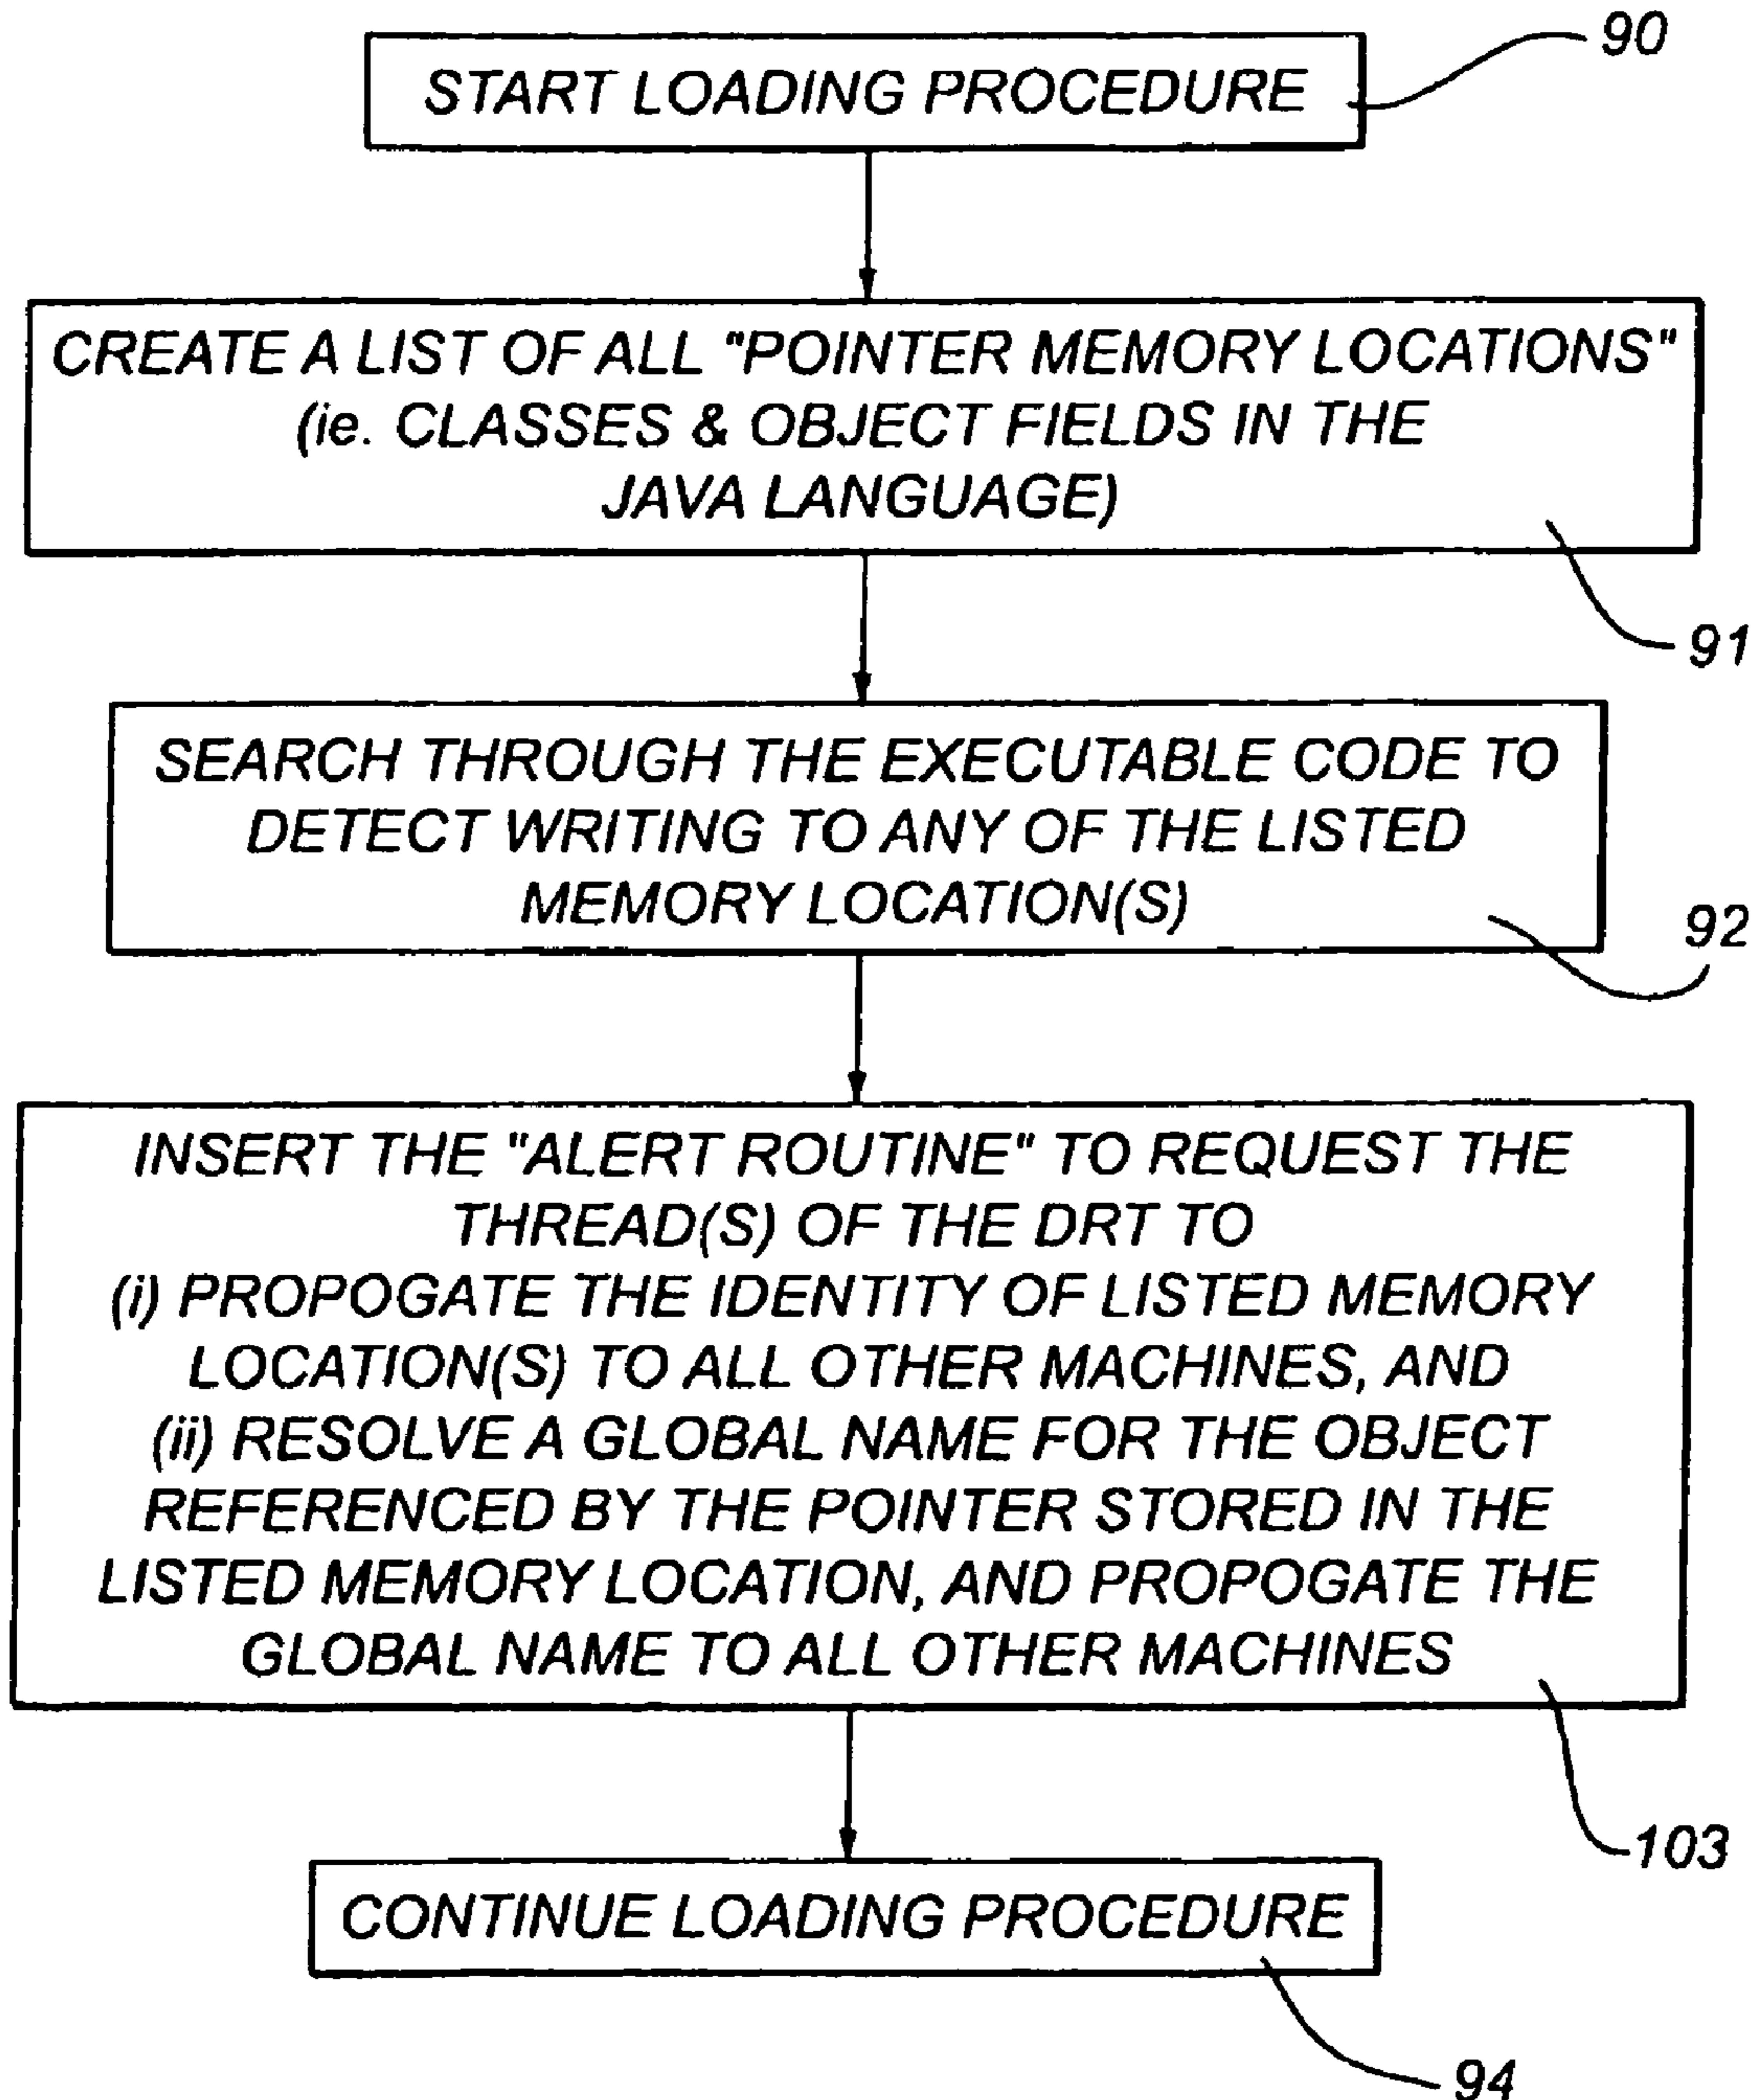 90
START LOADING PROCEDURE
CREATE A LIST OF ALL "POINTER MEMORY LOCATIONS"
(ie. CLASSES & OBJECT FIELDS IN THE
JAVA LANGUAGE)
91
SEARCH THROUGH THE EXECUTABLE CODE TO
DETECT WRITING TO ANY OF THE LISTED
MEMORY LOCATION(S)
92
INSERT THE "ALERT ROUTINE" TO REQUEST THE
THREAD(S) OF THE DRT TO
(i) PROPOGATE THE IDENTITY OF LISTED MEMORY
LOCATION(S) TO ALL OTHER MACHINES, AND
(ii) RESOLVE A GLOBAL NAME FOR THE OBJECT
REFERENCED BY THE POINTER STORED IN THE
LISTED MEMORY LOCATION, AND PROPOGATE THE
GLOBAL NAME TO ALL OTHER MACHINES
103
CONTINUE LOADING PROCEDURE
94